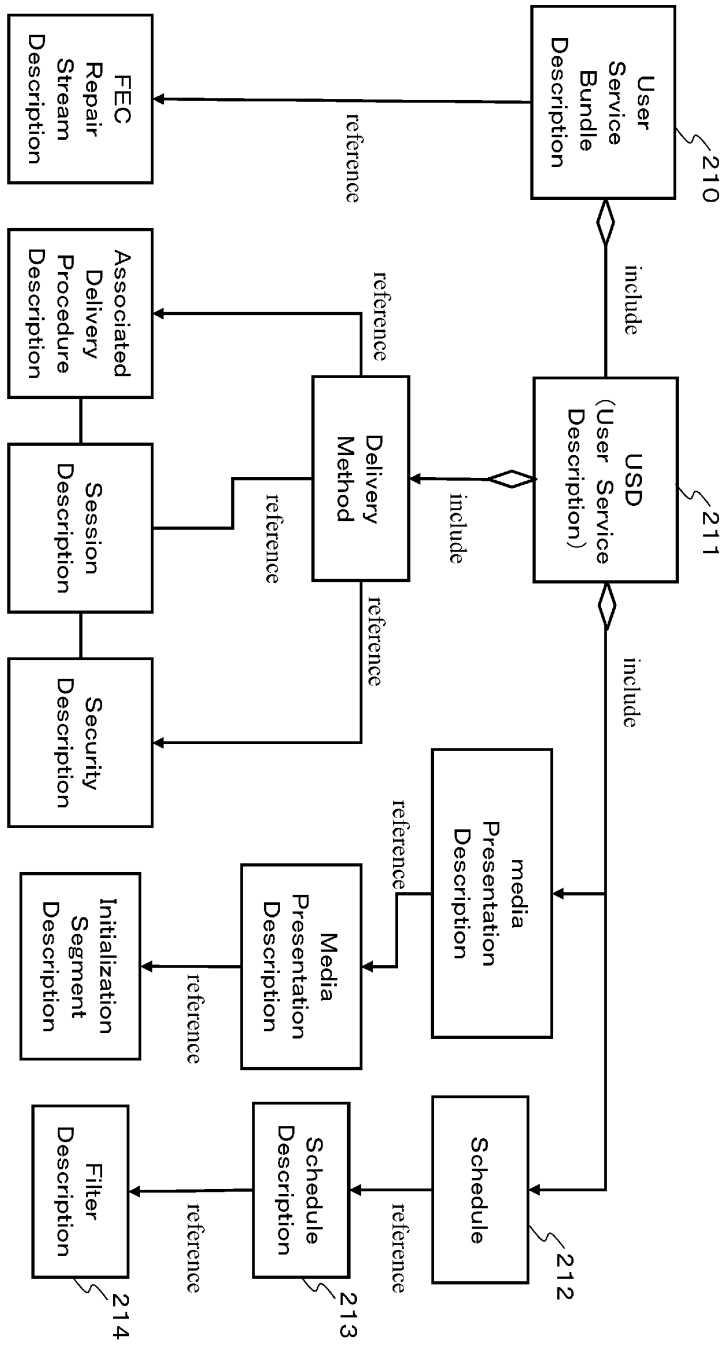 210
User
Service
Bundle
Description
include
211
USD
(User Service
Description)
include
reference
FEC
Repair
Stream
Description
include
Delivery
Method
reference
reference
reference
Associated
Delivery
Procedure
Description
Session
Description
Security
Description
media
Presentation
Description
reference
Media
Presentation
Description
reference
Initialization
Segment
Description
212
Schedule
reference
213
Schedule
Description
reference
214
Filter
Description